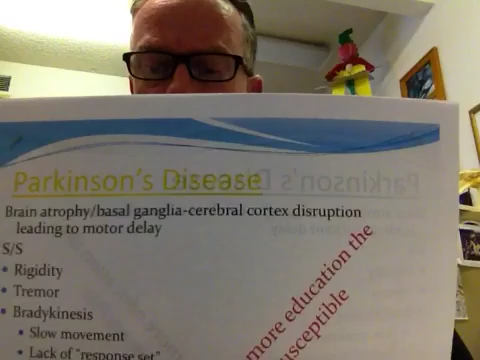 Parkinson's Disease
Brain atrophy/basal ganglia-cerebral cortex disruption
leading to motor delay
S/S
• Rigidity
• Tremor
• Bradykinesis
• Slow movement
• Lack of "response set"
more education the